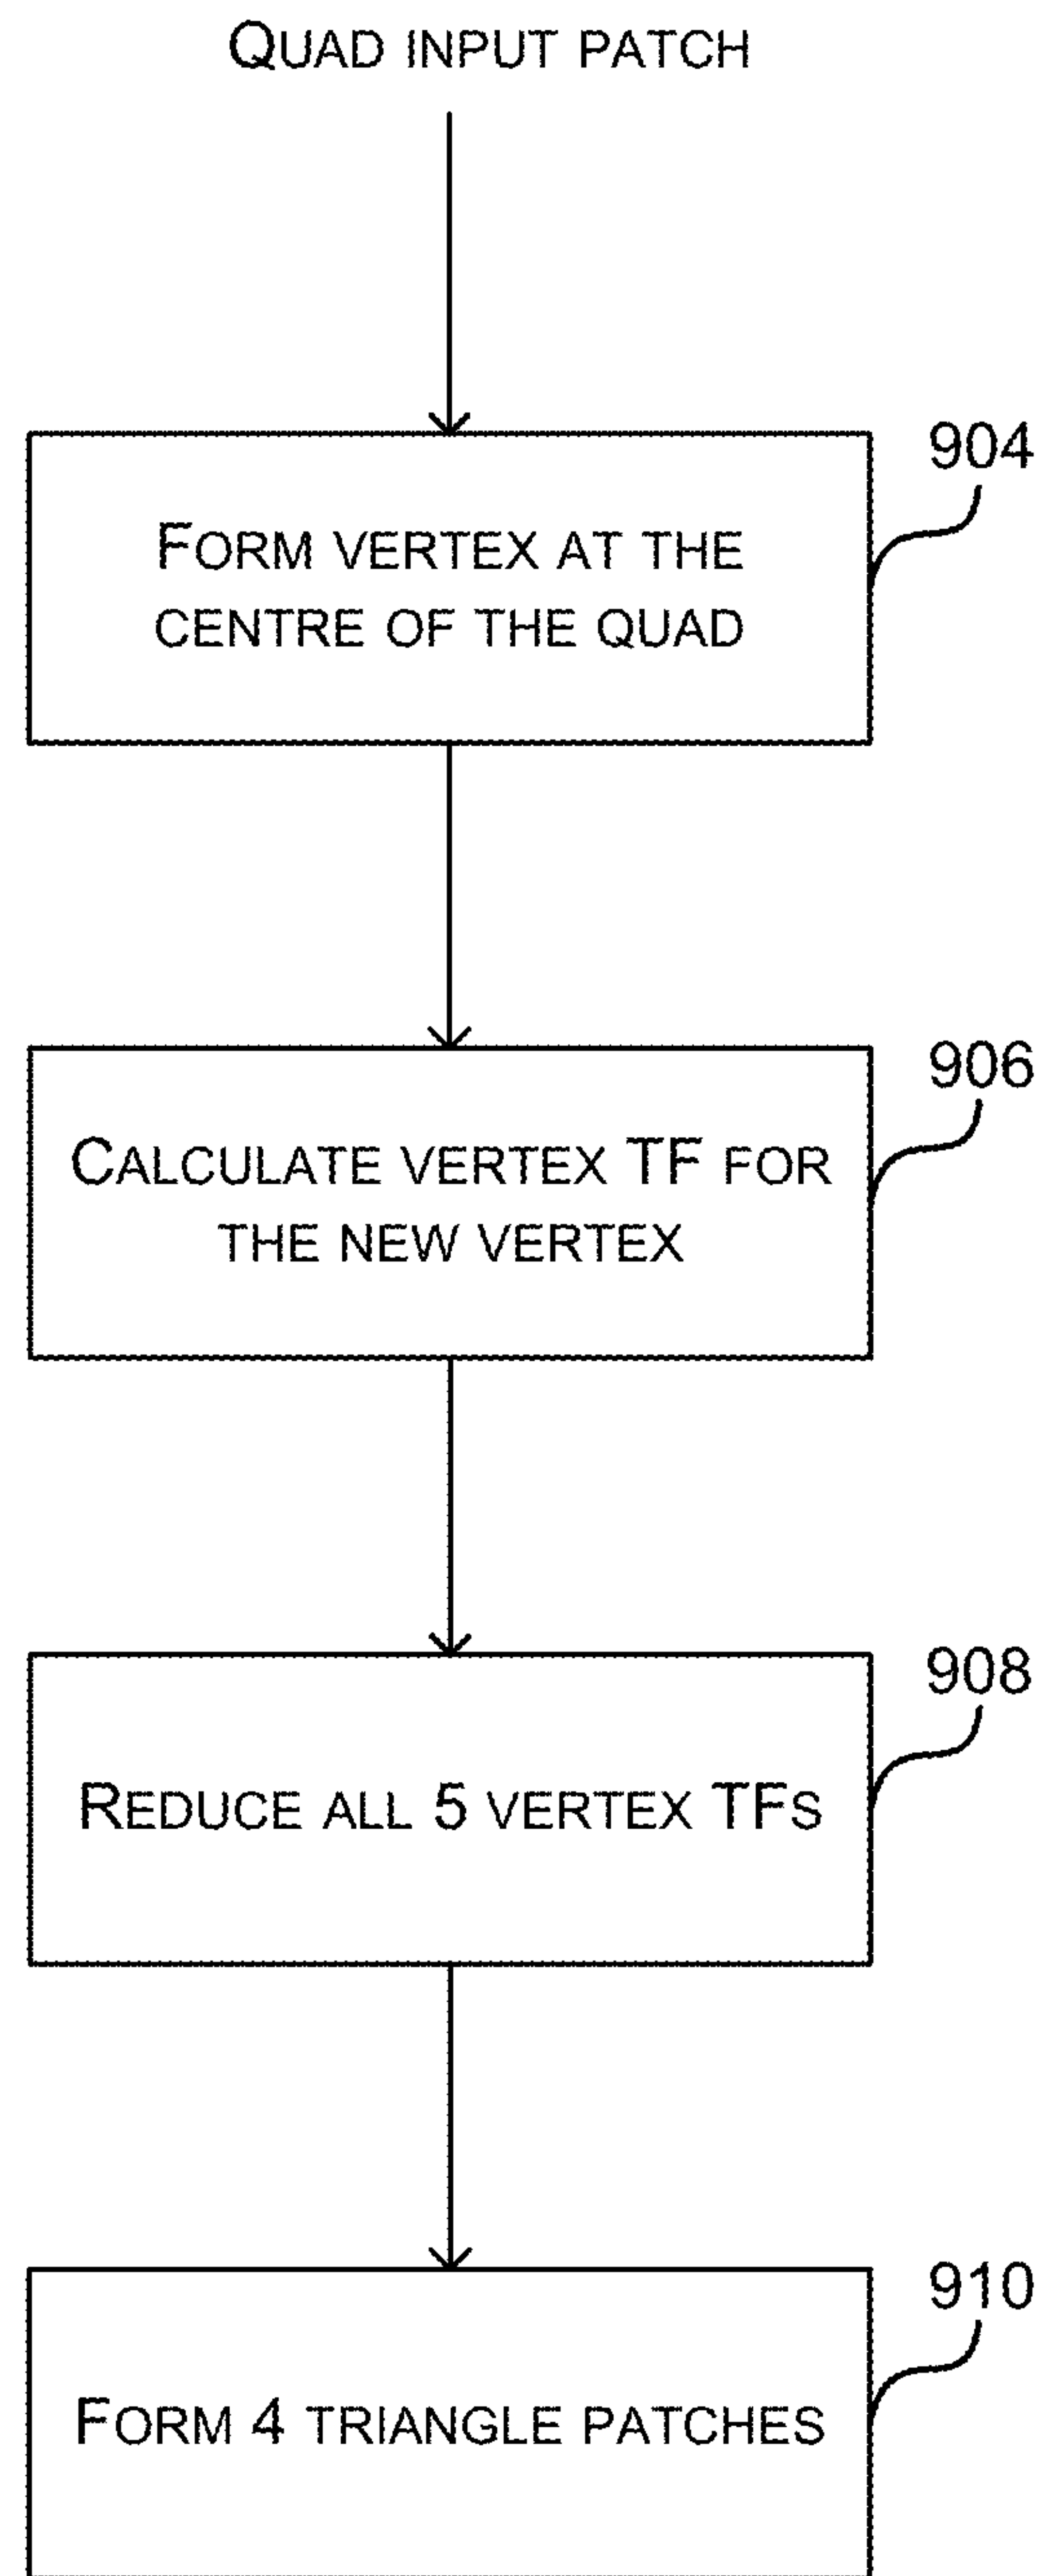 QUAD INPUT PATCH
904
FORM VERTEX AT THE
CENTRE OF THE QUAD
906
CALCULATE VERTEX TF FOR
THE NEW VERTEX
908
REDUCE ALL 5 VERTEX TFS
910
FORM 4 TRIANGLE PATCHES